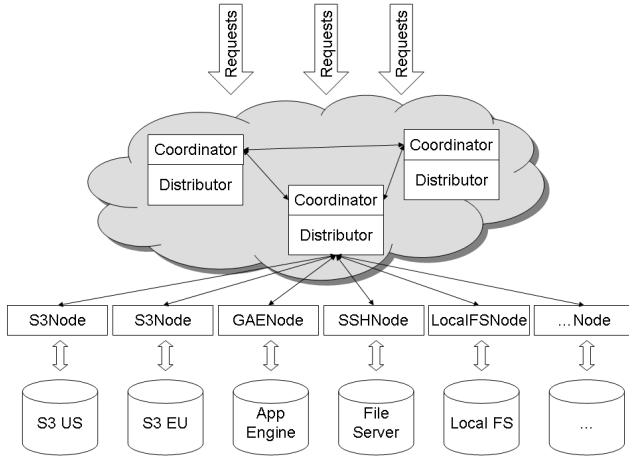 Requests
Requests
Requests
Coordinator
Distributor
Coordinator
Distributor
Coordinator
Distributor
S3Node
S3Node
GAENode
SSHNode
LocalFSNode
...Node
S3 US
S3 EU
App
Engine
File
Server
Local FS
...